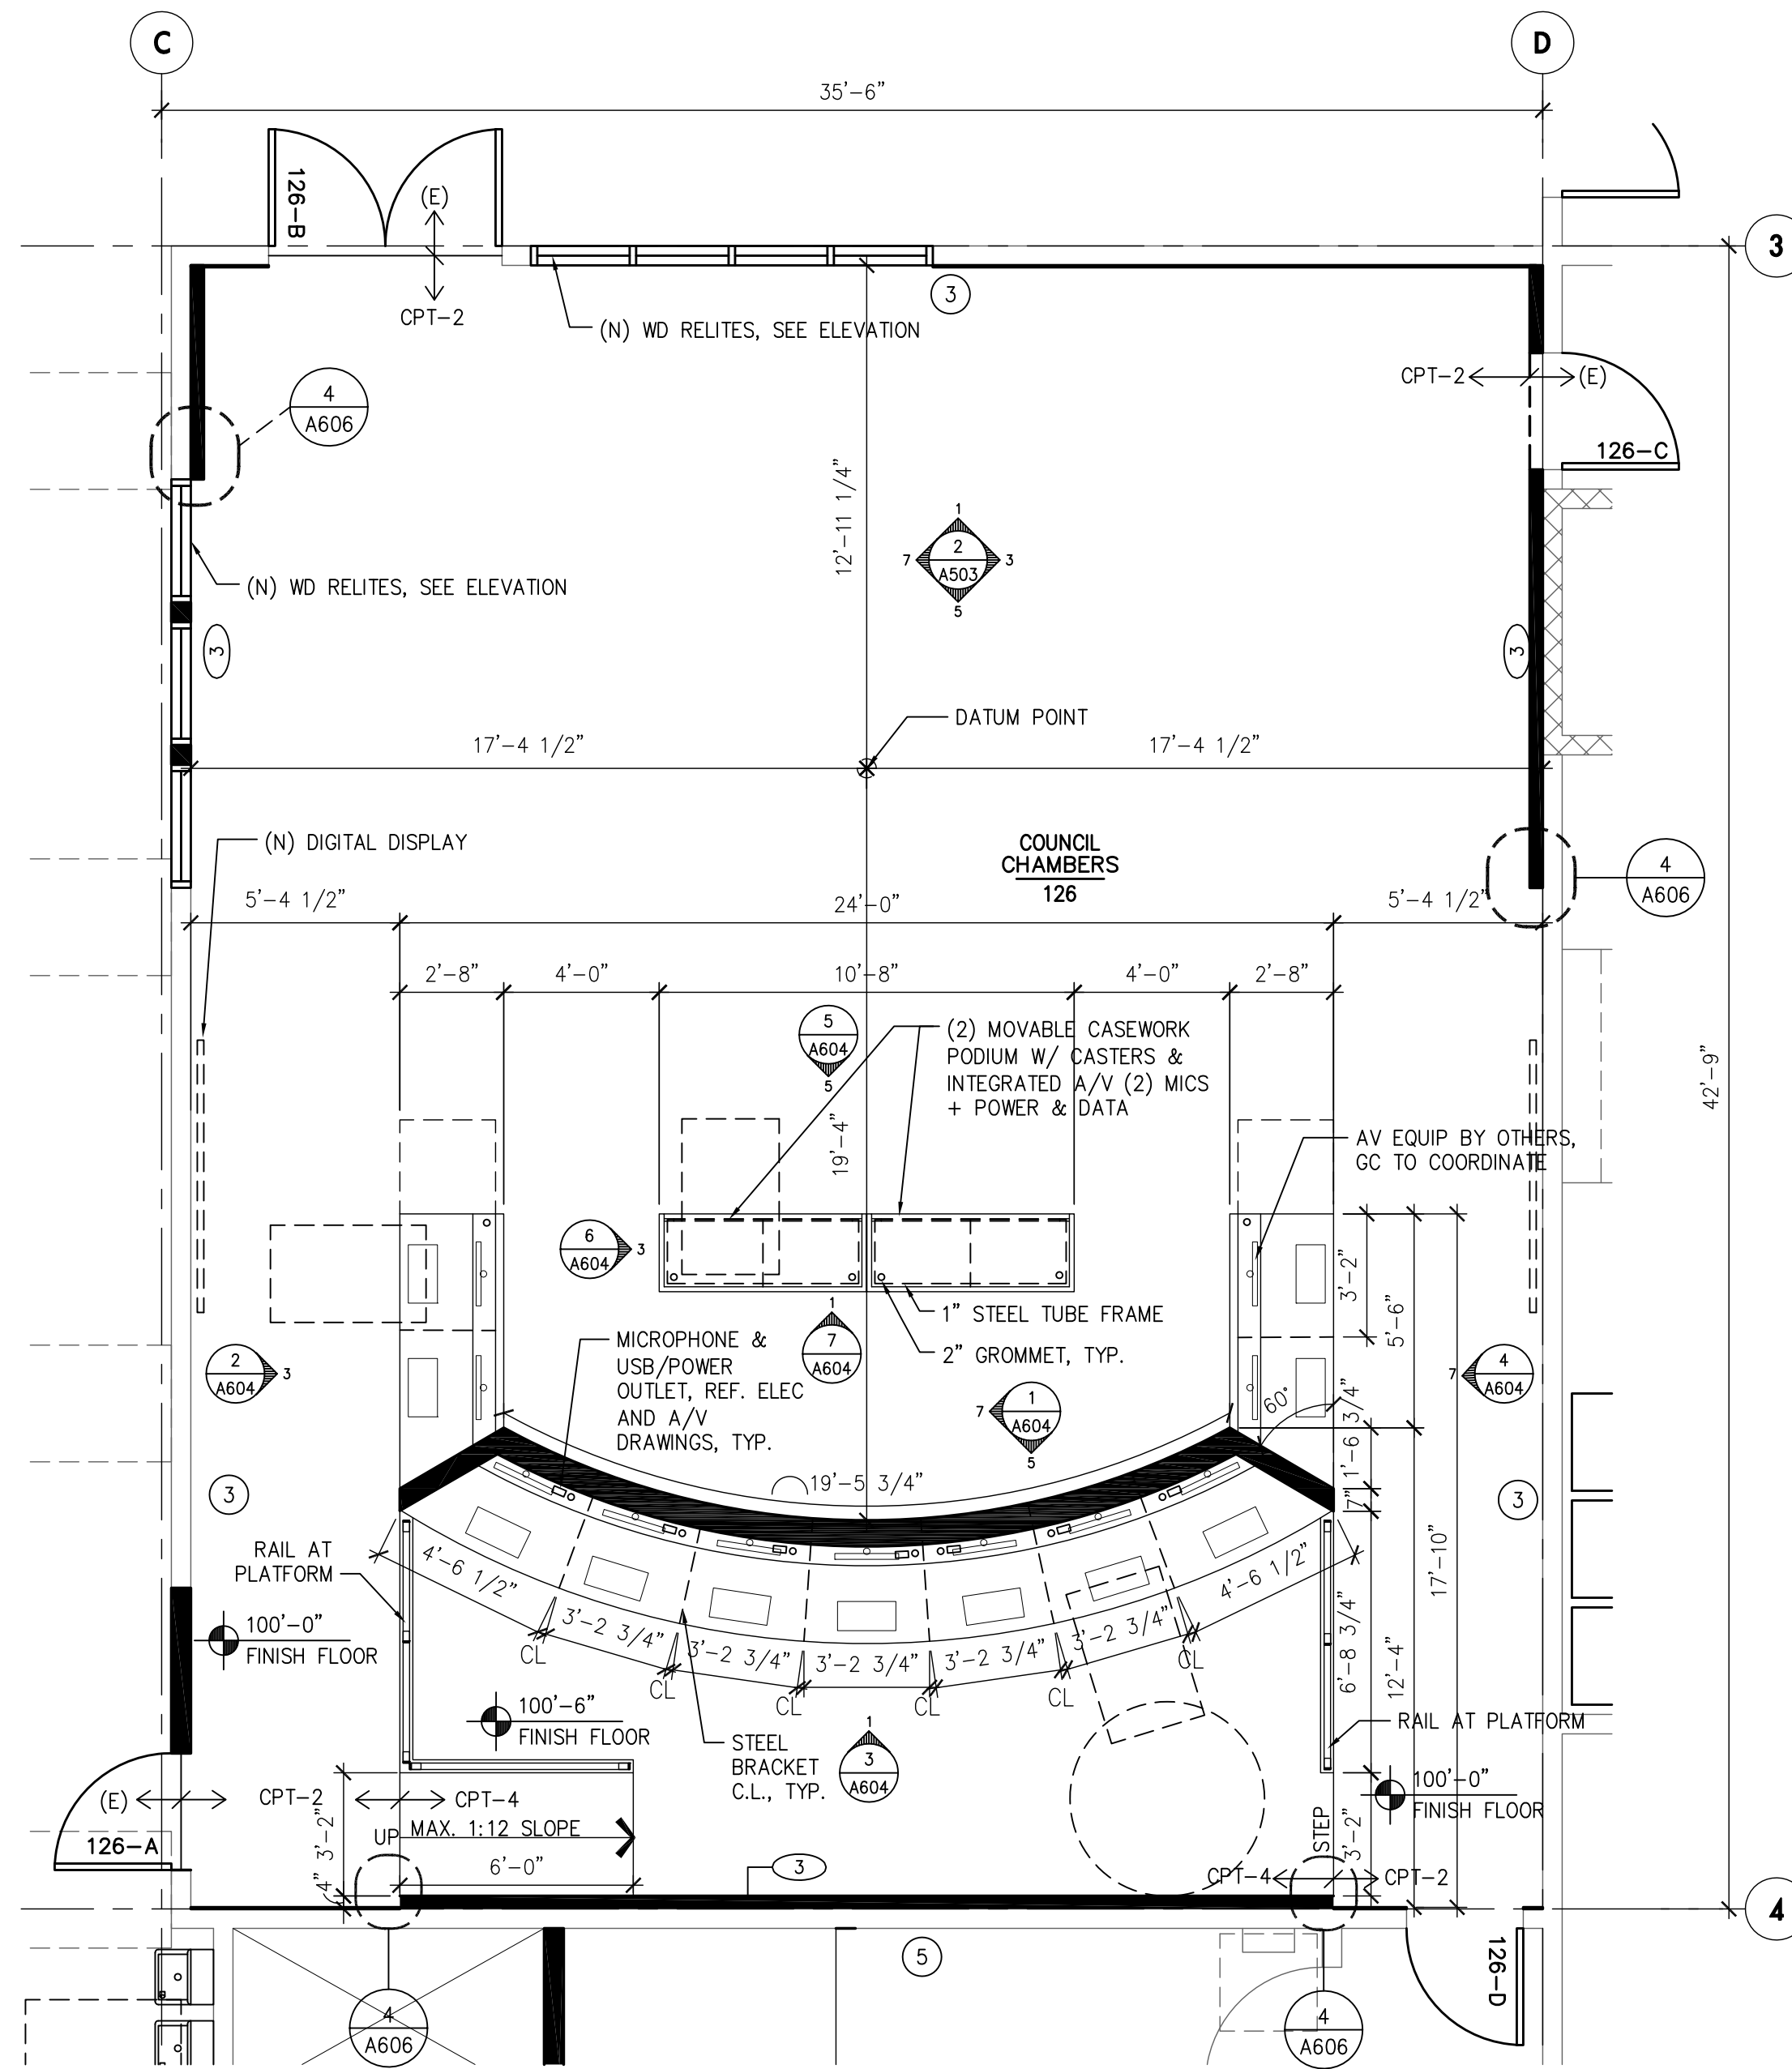 C
D
35'-6"
126-B
(E)
3
CPT-2
3
(N) WD RELITES, SEE ELEVATION
CPT-2
(E)
4
A606
126-C
12'-11 1/4"
1
2
7
3
A503
5
(N) WD RELITES, SEE ELEVATION
3
3
DATUM POINT
17'-4 1/2"
17'-4 1/2"
(N) DIGITAL DISPLAY
COUNCIL
CHAMBERS
126
4
A606
5'-4 1/2"
24'-0"
5'-4 1/2"
2'-8"
4'-0"
10'-8"
4'-0"
2'-8"
5
A604
5
(2) MOVABLE CASEWORK
PODIUM W/ CASTERS &
INTEGRATED A/V (2) MICS
+ POWER & DATA
42'-9"
19'-4"
AV EQUIP BY OTHERS,
GC TO COORDINATE
6
A604
3
3'-2"
5'-6"
1" STEEL TUBE FRAME
2" GROMMET, TYP.
1
7
A604
MICROPHONE &
USB/POWER
OUTLET, REF. ELEC
AND A/V
DRAWINGS, TYP.
2
A604
3
4
A604
7
1
A604
7
5
60°
1'-6 3/4"
7"
19'-5 3/4"
3
3
RAIL AT
PLATFORM
4'-6 1/2"
3'-2 3/4"
3'-2 3/4"
3'-2 3/4"
3'-2 3/4"
3'-2 3/4"
4'-6 1/2"
17'-10"
12'-4"
6'-8 3/4"
100'-0"
FINISH FLOOR
CL
CL
CL
CL
CL
CL
100'-6"
FINISH FLOOR
STEEL
BRACKET
C.L., TYP.
1
3
A604
RAIL AT PLATFORM
100'-0"
FINISH FLOOR
(E)
CPT-2
CPT-4
126-A
UP
MAX. 1:12 SLOPE
6'-0"
3'-2"
4"
3
STEP
3'-2"
CPT-4
CPT-2
4
5
126-D
4
A606
4
A606